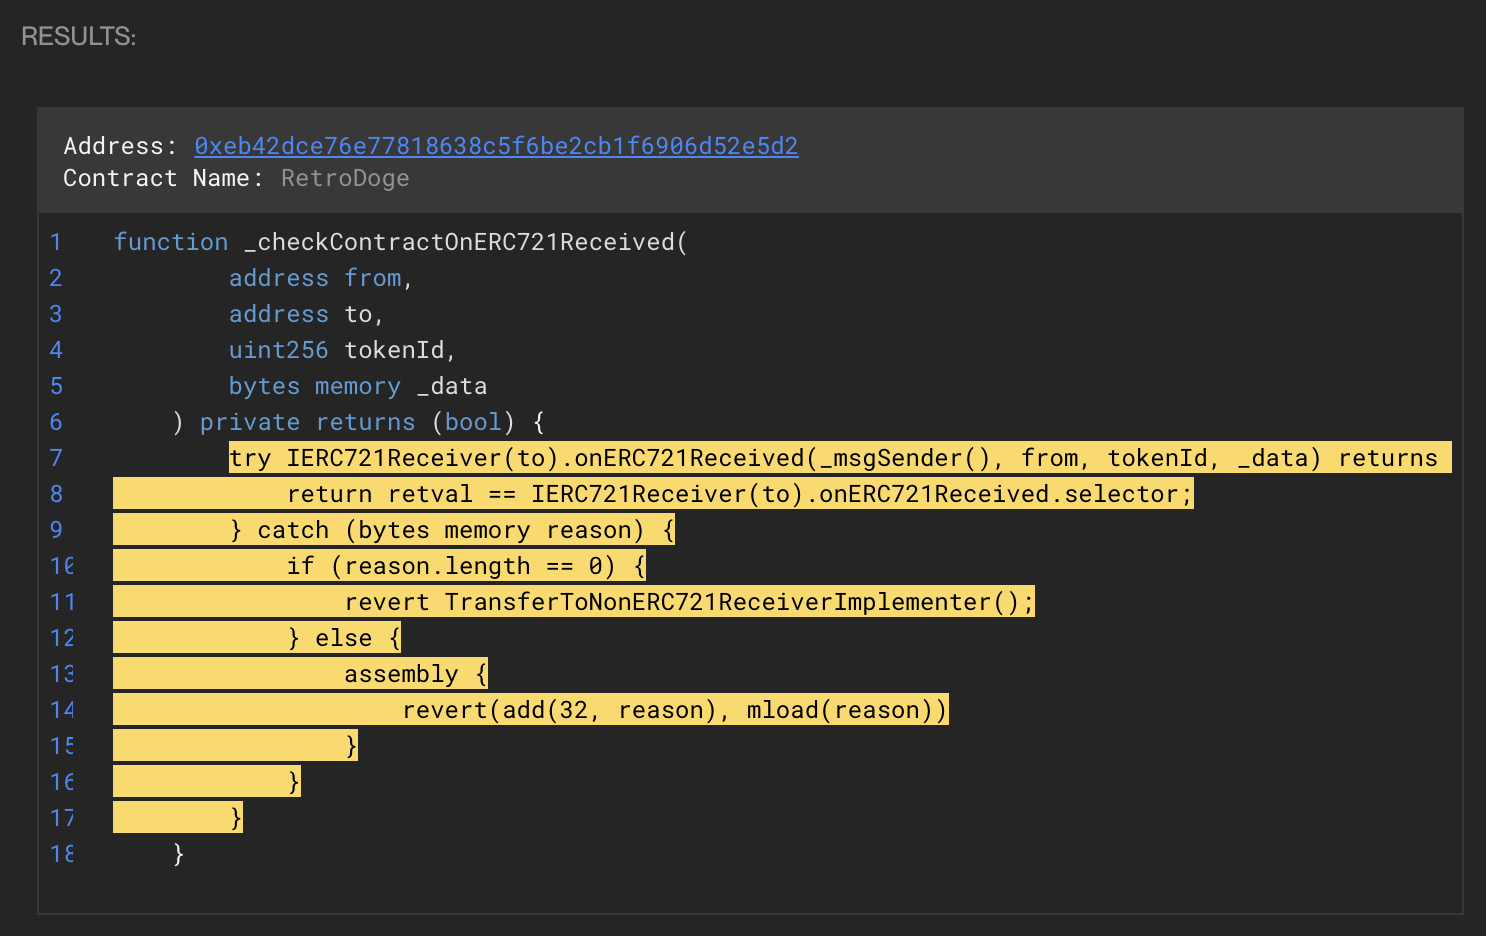 RESULTS:
Address: 0xeb42dce76e77818638c5f6be2cb1f6906d52e5d2
Contract Name: RetroDoge
1 function _checkContractOnERC721Received(
2 address from,
3 address to,
4 uint256 tokenId,
5 bytes memory _data
6 ) private returns (bool) {
7 try IERC721Receiver(to).onERC721Received(_msgSender(), from, tokenId, _data) returns
8 return retval == IERC721Receiver(to).onERC721Received.selector;
9 } catch (bytes memory reason) {
10 if (reason.length == 0) {
11 revert TransferToNonERC721ReceiverImplementer();
12 } else {
13 assembly {
14 revert(add(32, reason), mload(reason))
15 }
16 }
17 }
18 }